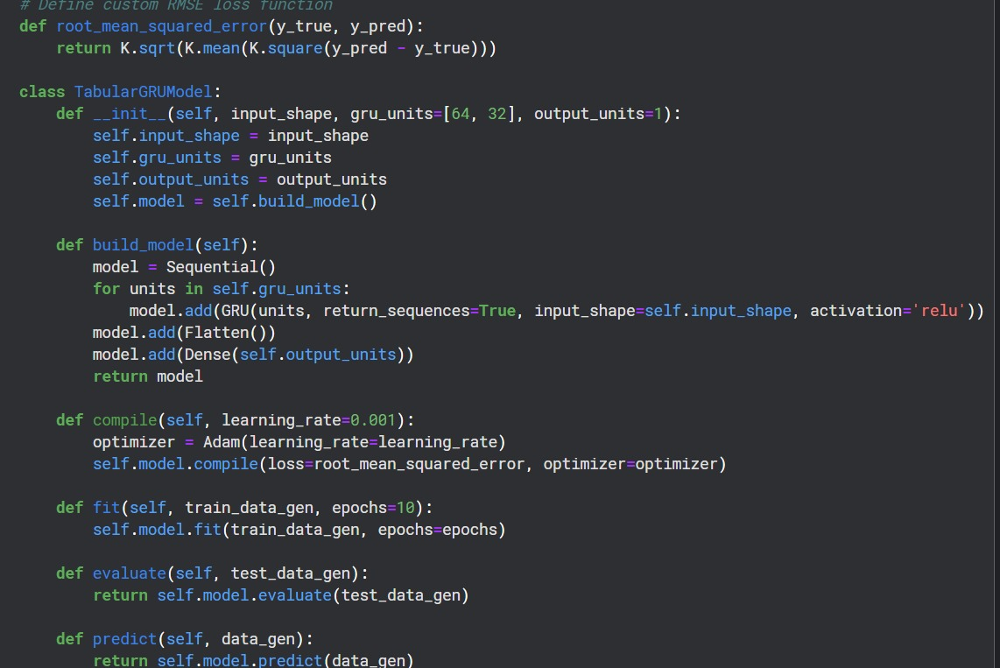 # Define custom RMSE loss function
def root_mean_squared_error(y_true, y_pred):
    return K.sqrt(K.mean(K.square(y_pred - y_true)))

class TabularGRUModel:
    def __init__(self, input_shape, gru_units=[64, 32], output_units=1):
        self.input_shape = input_shape
        self.gru_units = gru_units
        self.output_units = output_units
        self.model = self.build_model()

    def build_model(self):
        model = Sequential()
        for units in self.gru_units:
            model.add(GRU(units, return_sequences=True, input_shape=self.input_shape, activation='relu'))
        model.add(Flatten())
        model.add(Dense(self.output_units))
        return model

    def compile(self, learning_rate=0.001):
        optimizer = Adam(learning_rate=learning_rate)
        self.model.compile(loss=root_mean_squared_error, optimizer=optimizer)

    def fit(self, train_data_gen, epochs=10):
        self.model.fit(train_data_gen, epochs=epochs)

    def evaluate(self, test_data_gen):
        return self.model.evaluate(test_data_gen)

    def predict(self, data_gen):
        return self.model.predict(data_gen)